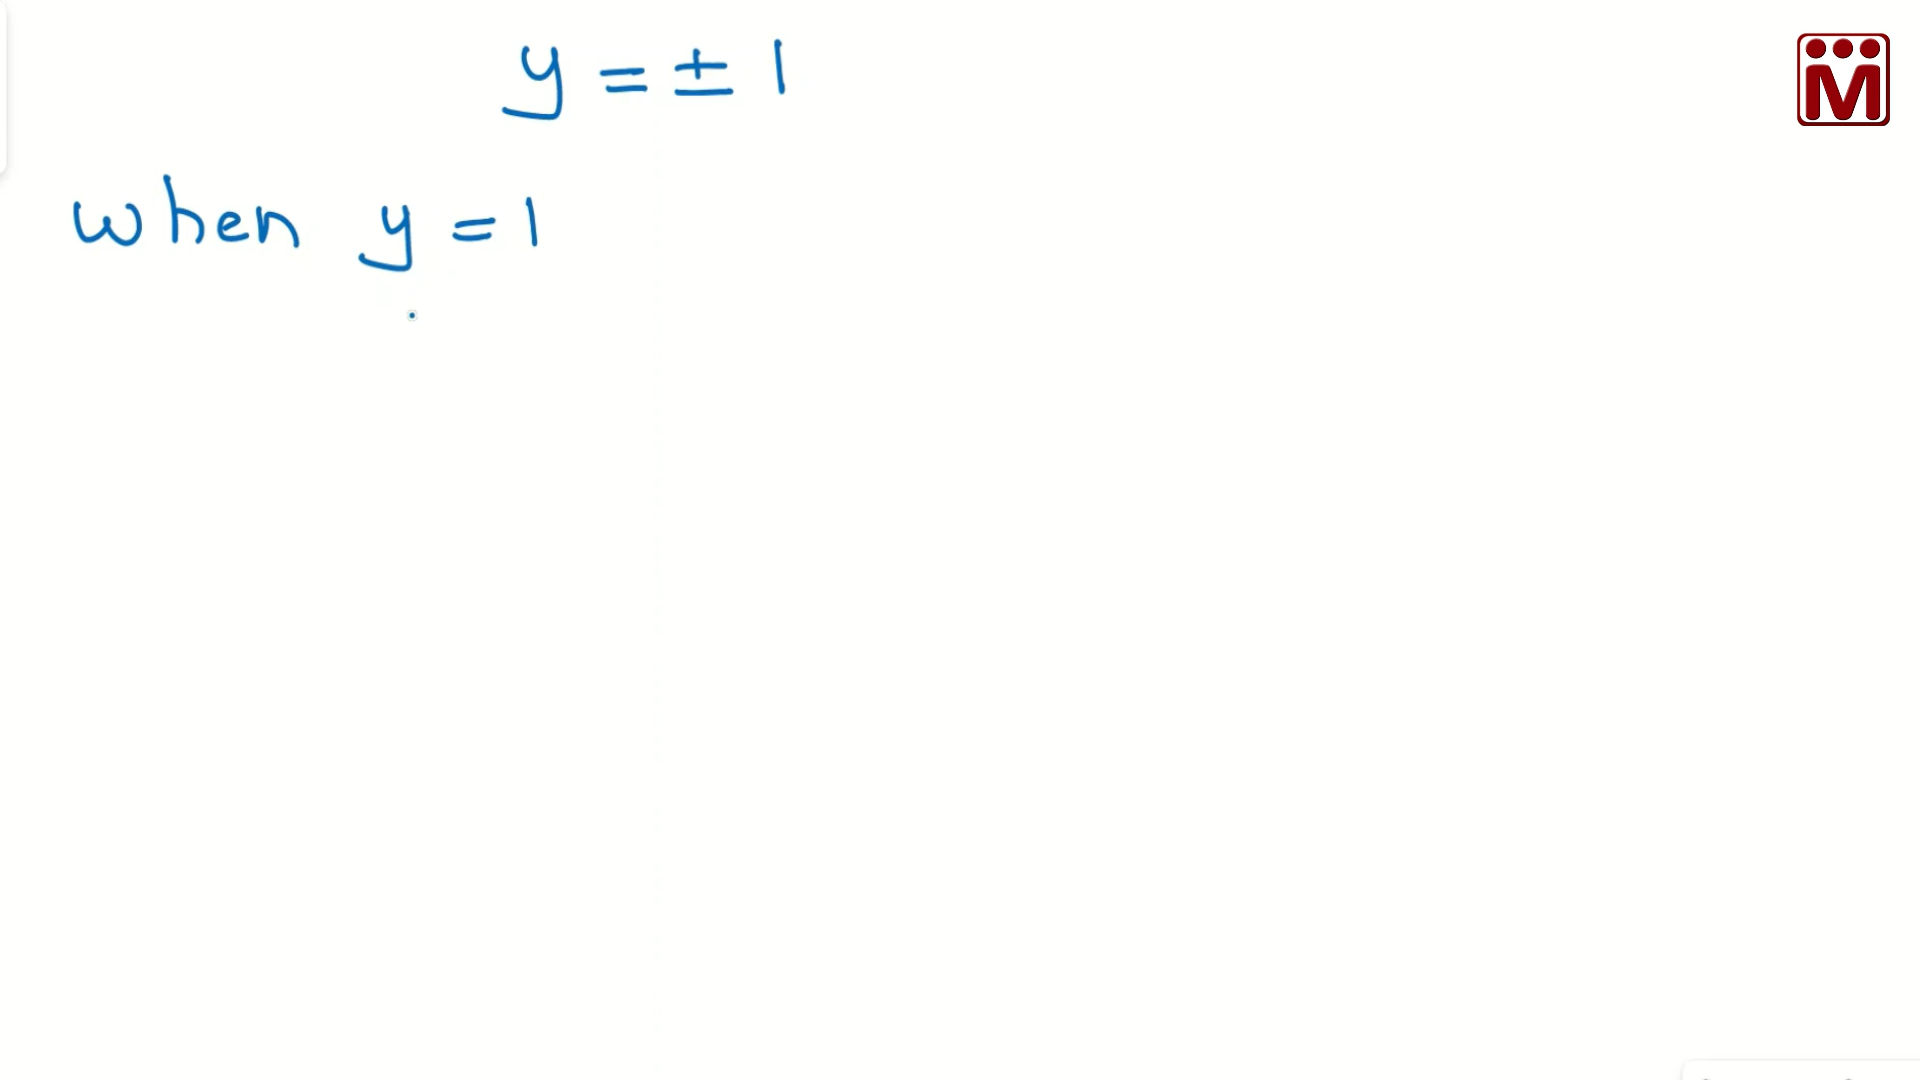 y = ± 1
when y = 1
M